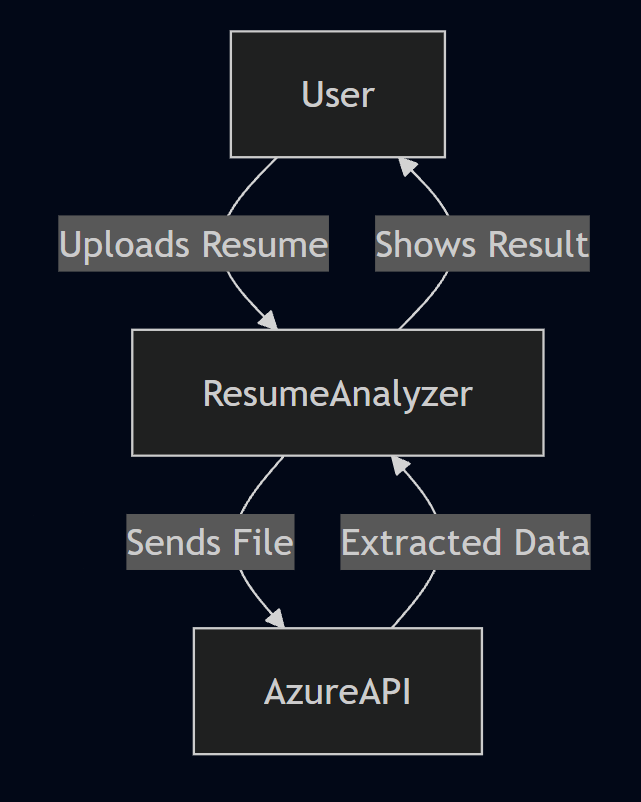 User
Uploads Resume
Shows Result
ResumeAnalyzer
Sends File
Extracted Data
AzureAPI